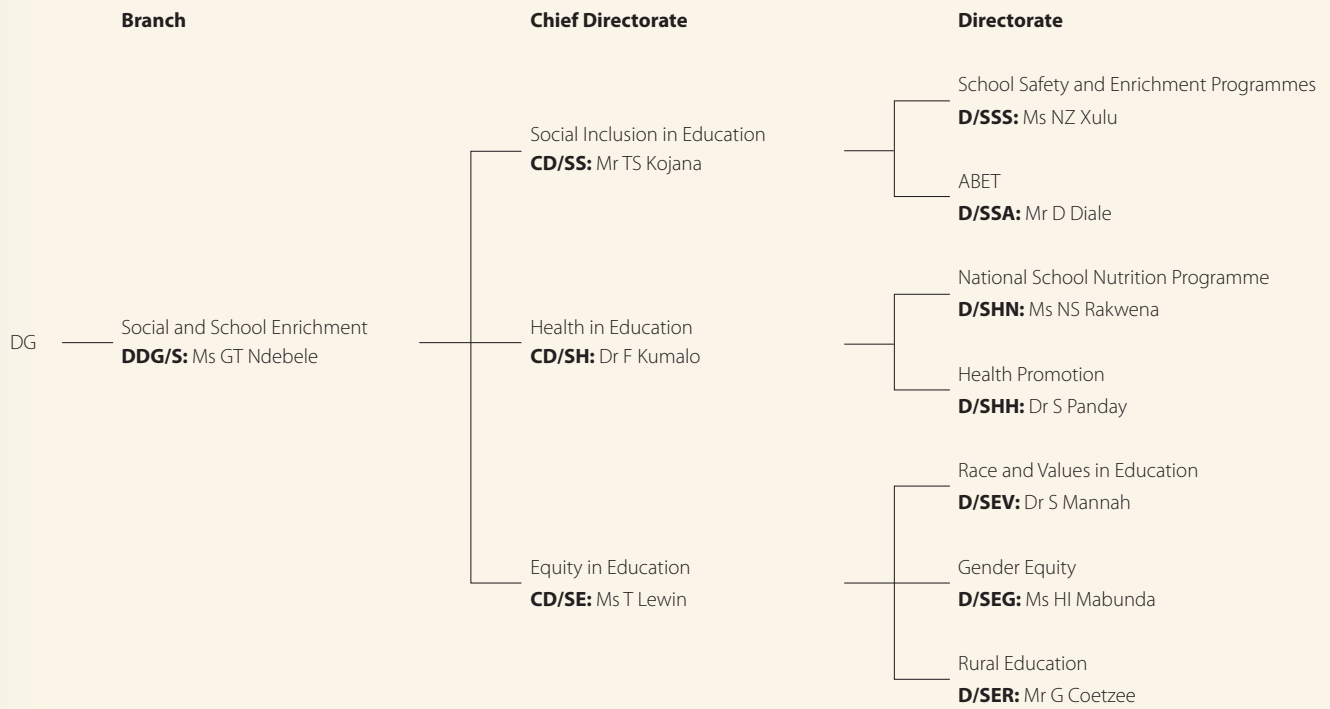 Branch
Chief Directorate
Directorate
DG
Social and School Enrichment
DDG/S: Ms GT Ndebele
Social Inclusion in Education
CD/SS: Mr TS Kojana
School Safety and Enrichment Programmes
D/SSS: Ms NZ Xulu
ABET
D/SSA: Mr D Diale
Health in Education
CD/SH: Dr F Kumalo
National School Nutrition Programme
D/SHN: Ms NS Rakwena
Health Promotion
D/SHH: Dr S Panday
Equity in Education
CD/SE: Ms T Lewin
Race and Values in Education
D/SEV: Dr S Mannah
Gender Equity
D/SEG: Ms HI Mabunda
Rural Education
D/SER: Mr G Coetzee